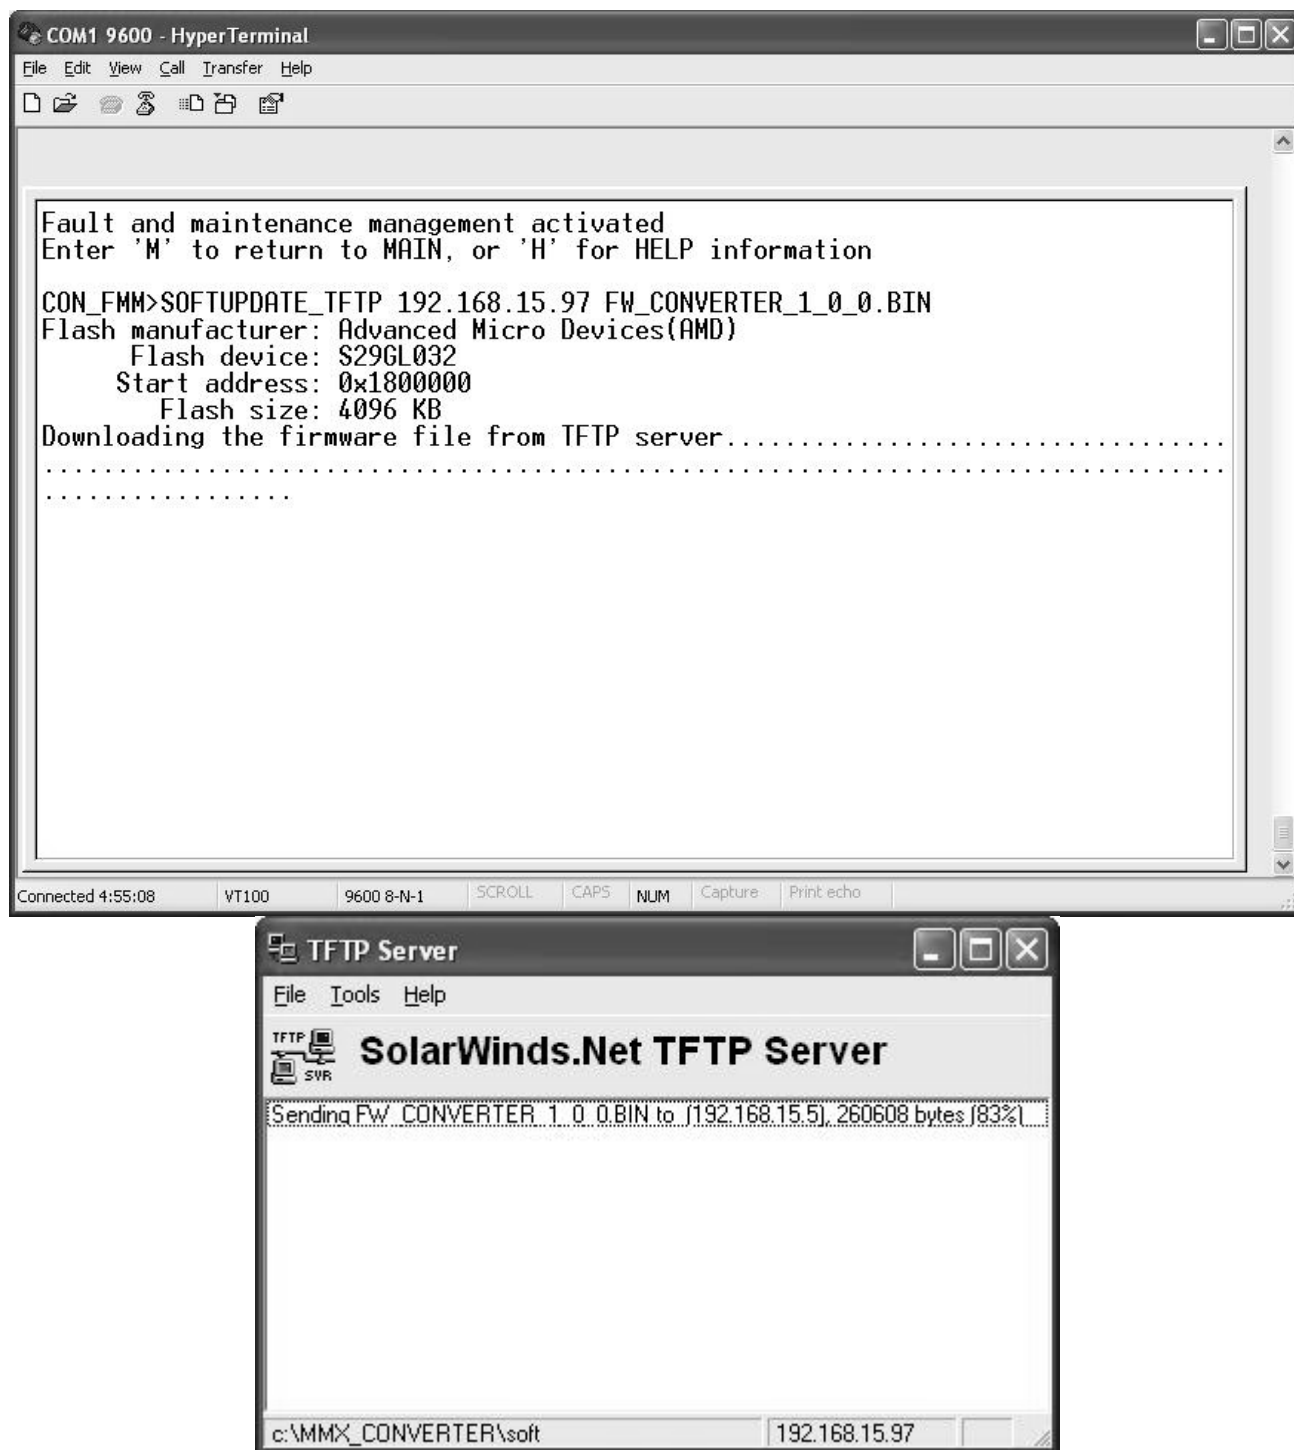 COM1 9600 - HyperTerminal
File Edit View Call Transfer Help
Fault and maintenance management activated
Enter 'M' to return to MAIN, or 'H' for HELP information
CON_FMM>SOFTUPDATE_TFTP 192.168.15.97 FW_CONVERTER_1_0_0.BIN
Flash manufacturer: Advanced Micro Devices(AMD)
Flash device: S29GL032
Start address: 0x1800000
Flash size: 4096 KB
Downloading the firmware file from TFTP server..................................
................................................................................
.................
Connected 4:55:08 VT100 9600 8-N-1 SCROLL CAPS NUM Capture Print echo
TFTP Server
File Tools Help
TFTP
SVR
SolarWinds.Net TFTP Server
Sending FW_CONVERTER_1_0_0.BIN to (192.168.15.5), 260608 bytes (83%)
c:\MMX_CONVERTER\soft 192.168.15.97